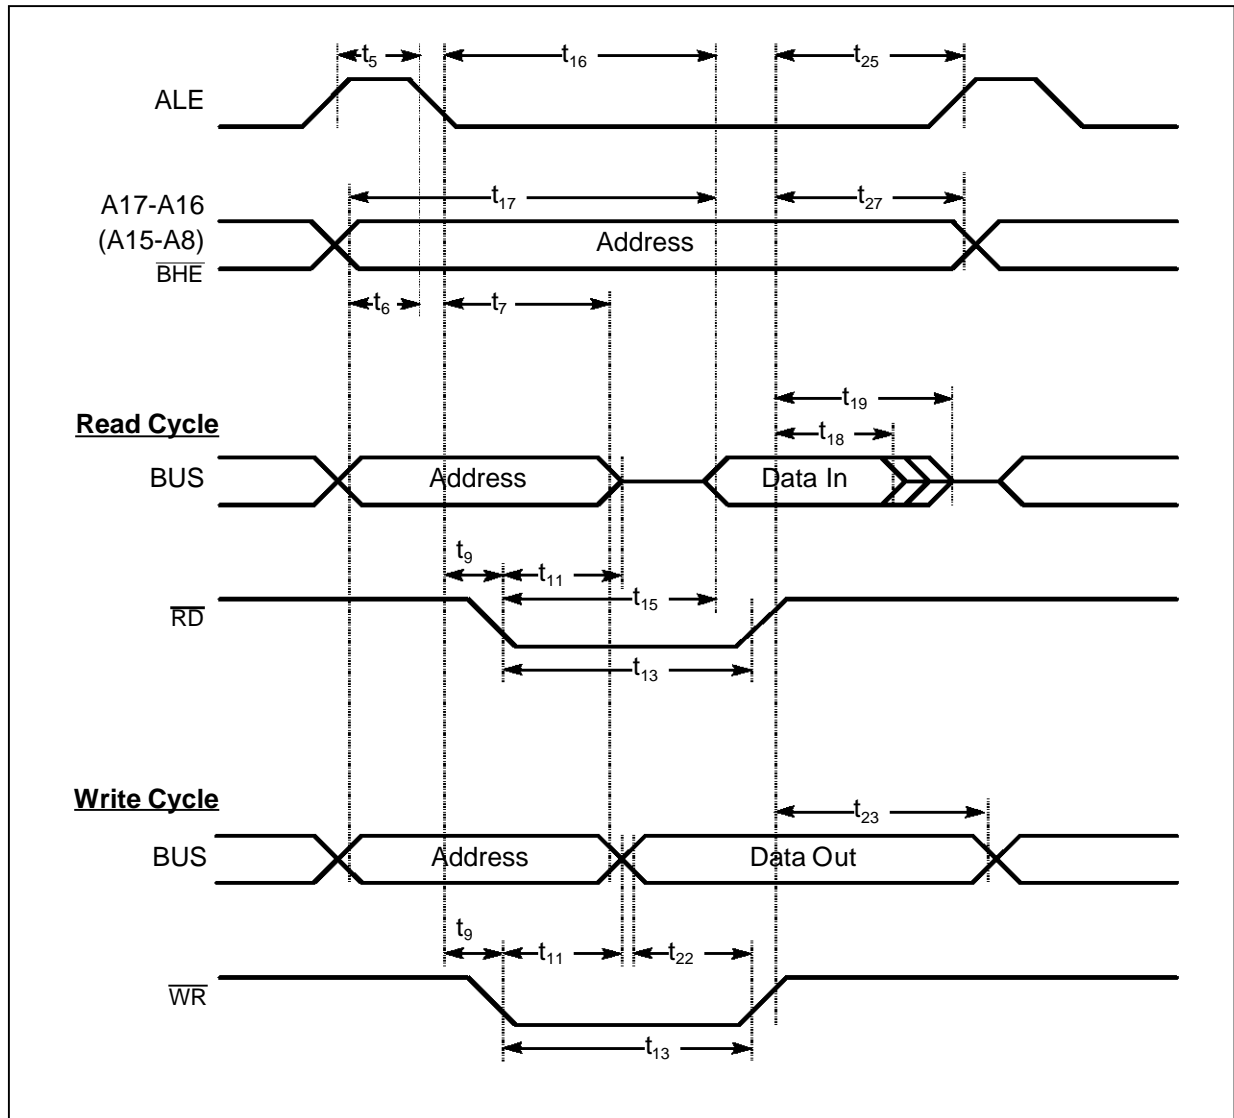 t5 t16 t25
ALE
t17 t27
A17-A16
(A15-A8) Address
BHE
t6 t7
t19
Read Cycle t18
BUS Address Data In
t9 t11
t15
RD
t13
Write Cycle
t23
BUS Address Data Out
t9 t11 t22
WR
t13